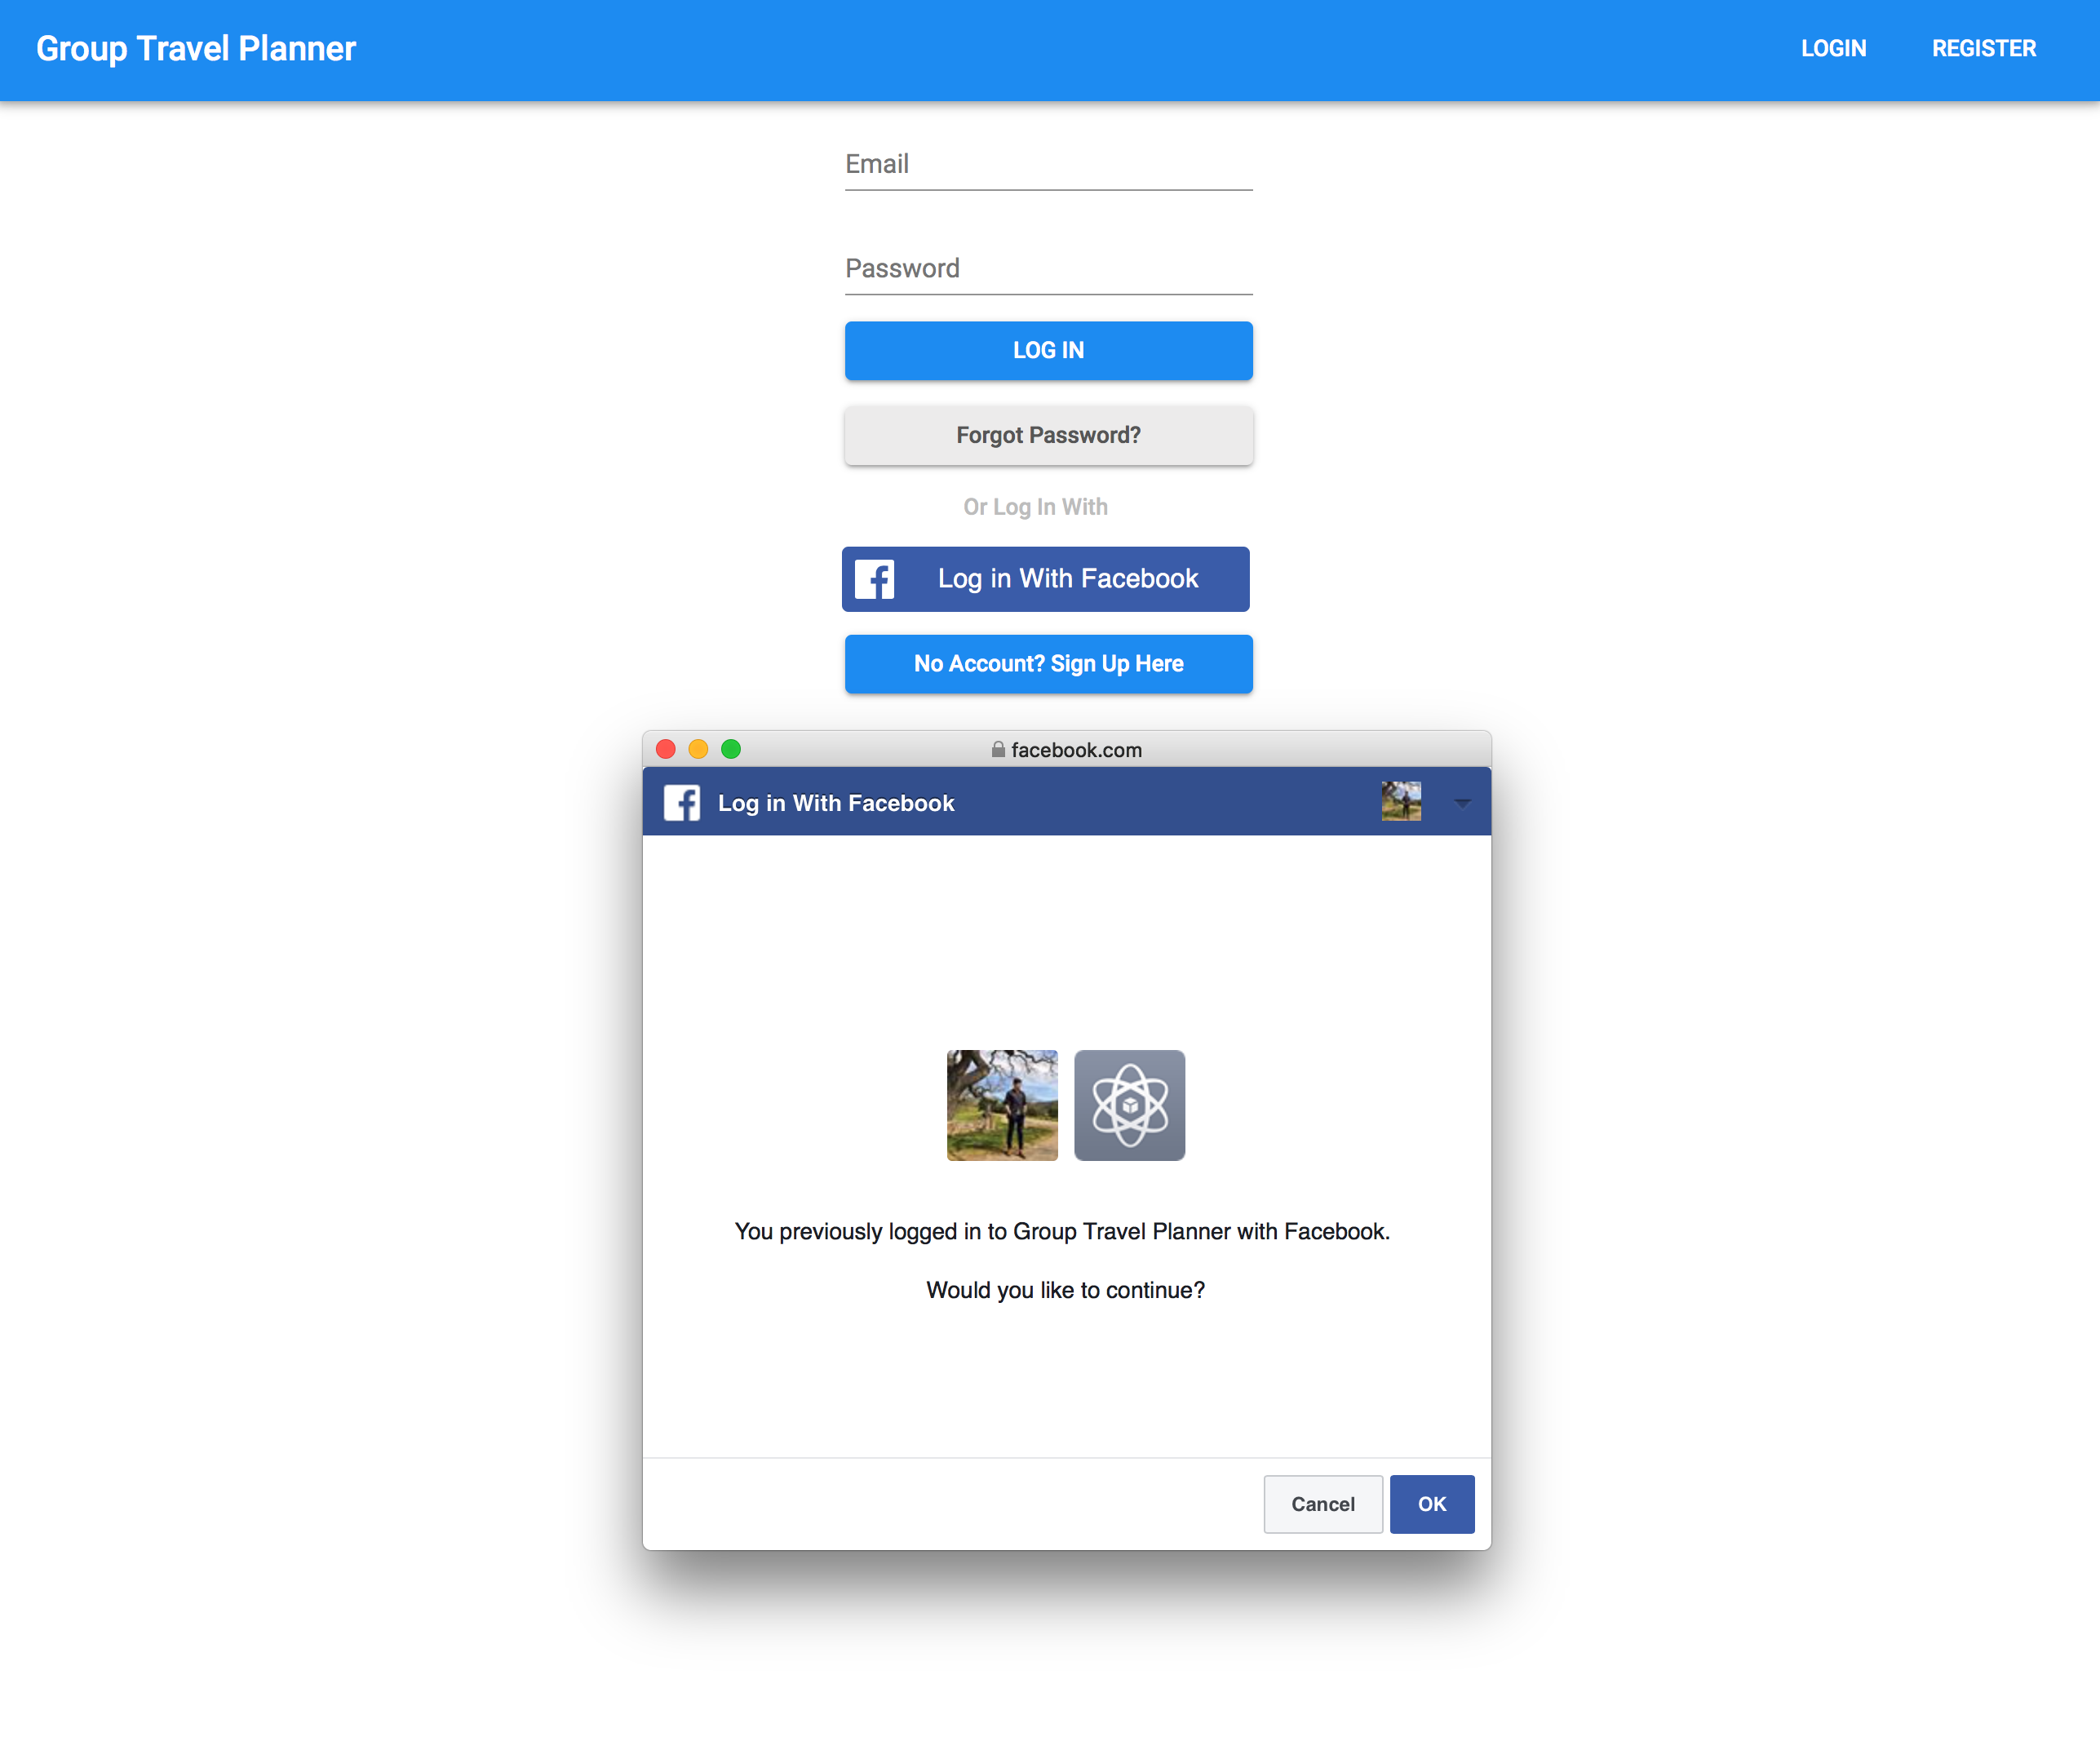 Group Travel Planner
LOGIN REGISTER
Email
Password
LOG IN
Forgot Password?
Or Log In With
Log in With Facebook
No Account? Sign Up Here
facebook.com
Log in With Facebook
You previously logged in to Group Travel Planner with Facebook.
Would you like to continue?
Cancel OK